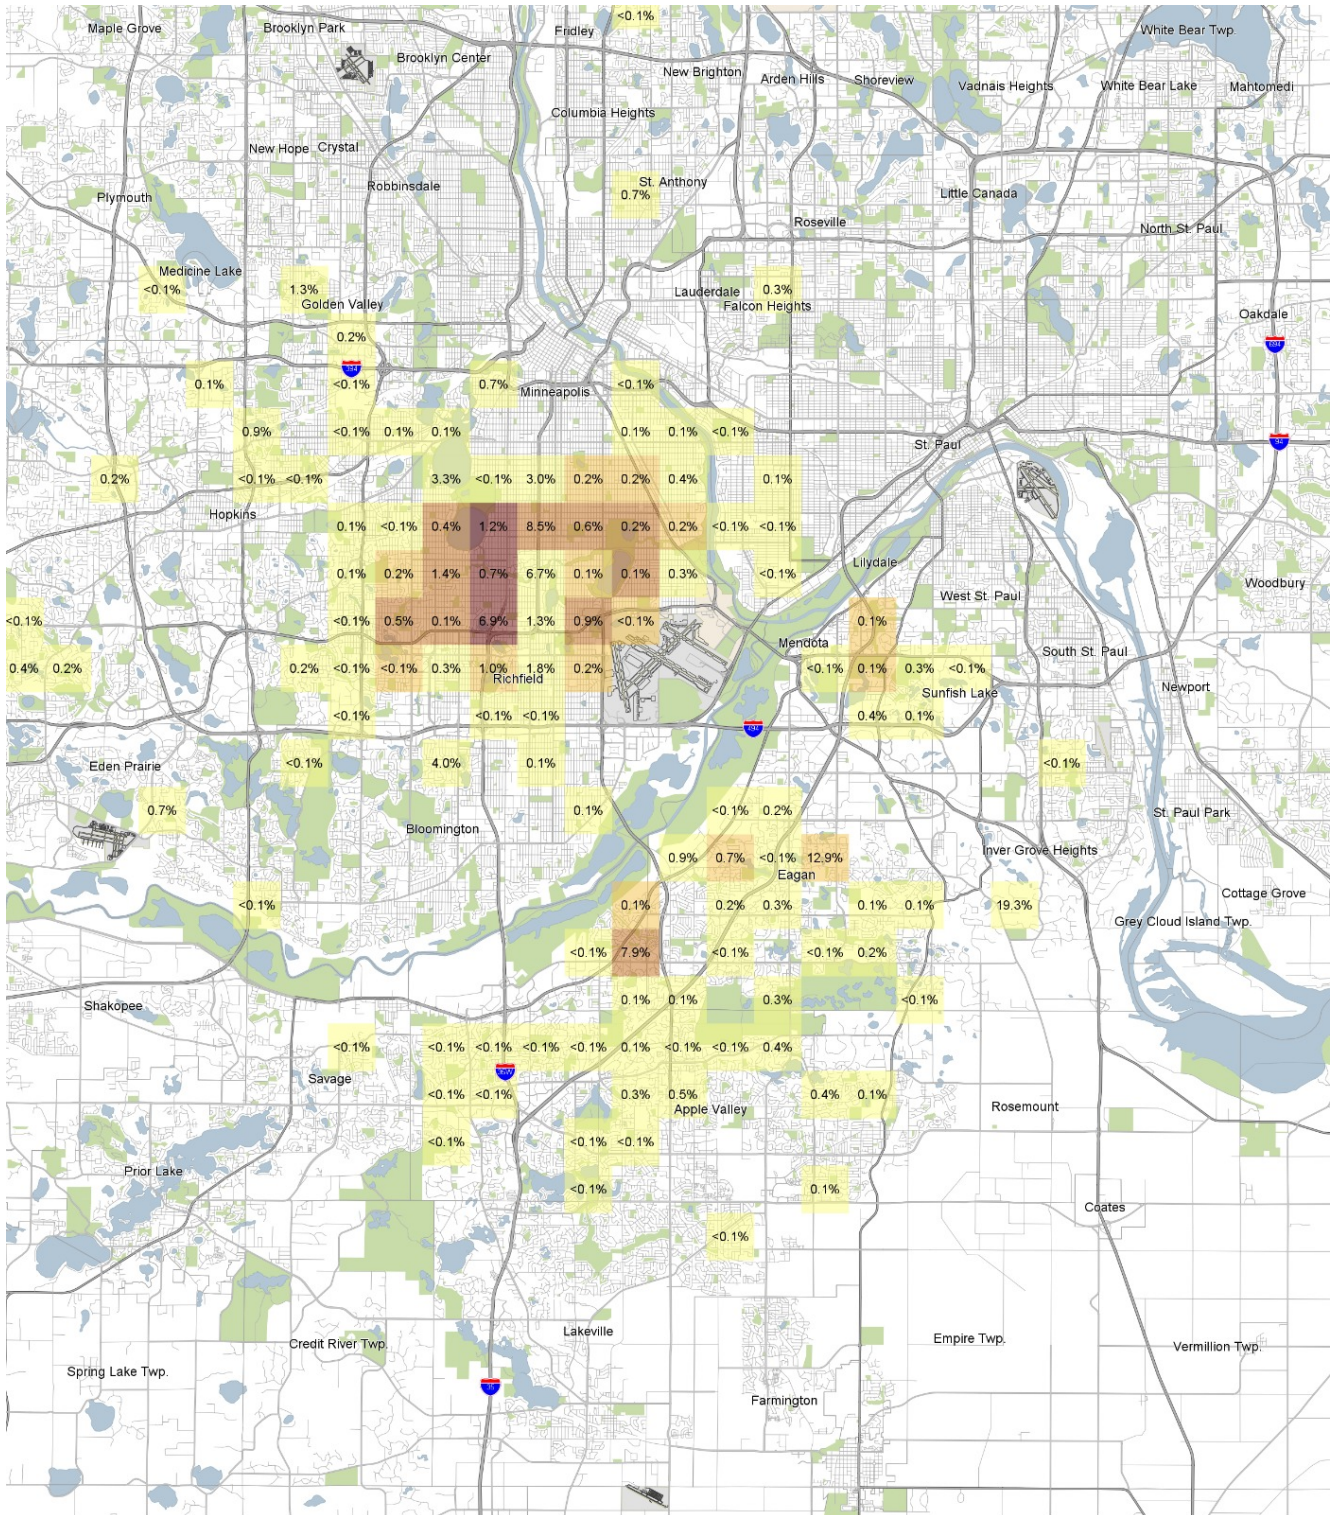 <0.1%
Maple Grove
Brooklyn Park
Fridley
White Bear Twp.
Brooklyn Center
New Brighton
Arden Hills
Shoreview
Vadnais Heights
White Bear Lake
Mahtomedi
Columbia Heights
New Hope
Crystal
Robbinsdale
St. Anthony
0.7%
Little Canada
Plymouth
Roseville
North St. Paul
Medicine Lake
<0.1%
1.3%
Golden Valley
Lauderdale
0.3%
Falcon Heights
Oakdale
0.2%
394
694
0.1%
<0.1%
0.7%
Minneapolis
<0.1%
0.9%
<0.1% 0.1% 0.1%
0.1% 0.1% <0.1%
St. Paul
94
0.2%
<0.1% <0.1%
3.3% <0.1% 3.0% 0.2% 0.2% 0.4%
0.1%
Hopkins
0.1% <0.1% 0.4% 1.2% 8.5% 0.6% 0.2% 0.2% <0.1% <0.1%
Lilydale
0.1% 0.2% 1.4% 0.7% 6.7% 0.1% 0.1% 0.3%
<0.1%
Woodbury
West St. Paul
<0.1%
<0.1% 0.5% 0.1% 6.9% 1.3% 0.9% <0.1%
0.1%
Mendota
South St. Paul
0.4% 0.2%
0.2% <0.1% <0.1% 0.3% 1.0% 1.8% 0.2%
<0.1% 0.1% 0.3% <0.1%
Richfield
Sunfish Lake
Newport
<0.1%
<0.1% <0.1%
0.4% 0.1%
494
Eden Prairie
<0.1%
4.0%
0.1%
<0.1%
0.7%
0.1%
<0.1% 0.2%
St. Paul Park
Bloomington
0.9% 0.7% <0.1% 12.9%
Inver Grove Heights
Eagan
Cottage Grove
<0.1%
0.1%
0.2% 0.3%
0.1% 0.1%
19.3%
Grey Cloud Island Twp.
<0.1% 7.9%
<0.1%
<0.1% 0.2%
Shakopee
0.1% 0.1%
0.3%
<0.1%
<0.1%
<0.1% <0.1% <0.1% <0.1% 0.1% <0.1% <0.1% 0.4%
35W
Savage
<0.1% <0.1%
0.3% 0.5%
0.4% 0.1%
Apple Valley
Rosemount
<0.1%
<0.1% <0.1%
Prior Lake
<0.1%
0.1%
Coates
<0.1%
Lakeville
Credit River Twp.
Empire Twp.
Vermillion Twp.
Spring Lake Twp.
35
Farmington